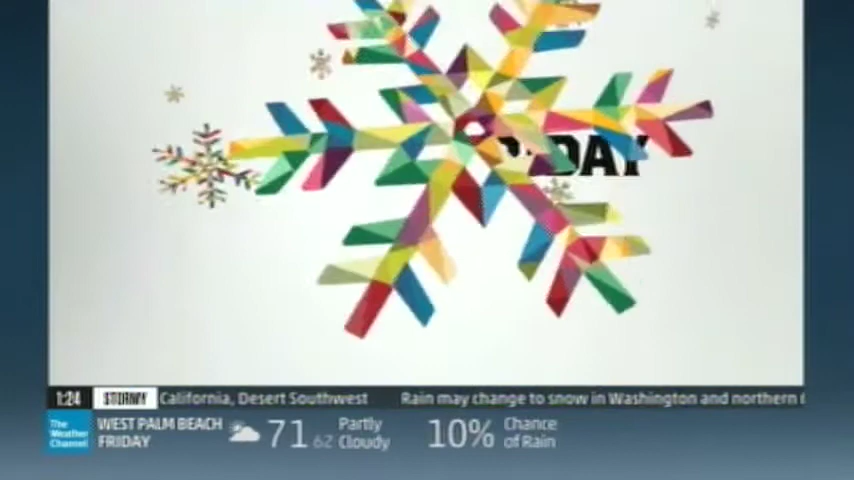 DAY
1:24 STORMY California, Desert Southwest Rain may change to snow in Washington and northern
The Weather Channel
WEST PALM BEACH
FRIDAY
71 62
Partly Cloudy
10% Chance of Rain